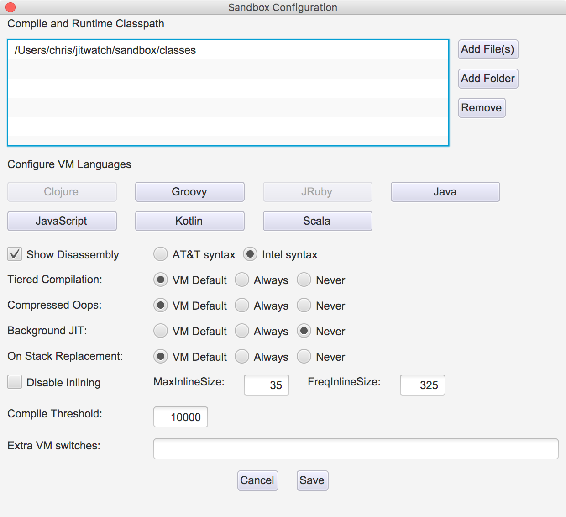 Sandbox Configuration
Compile and Runtime Classpath
/Users/chris/jitwatch/sandbox/classes
Add File(s)
Add Folder
Remove
Configure VM Languages
Clojure Groovy JRuby Java
JavaScript Kotlin Scala
Show Disassembly AT&T syntax Intel syntax
Tiered Compilation: VM Default Always Never
Compressed Oops: VM Default Always Never
Background JIT: VM Default Always Never
On Stack Replacement: VM Default Always Never
Disable Inlining MaxInlineSize: 35 FreqInlineSize: 325
Compile Threshold: 10000
Extra VM switches:
Cancel Save